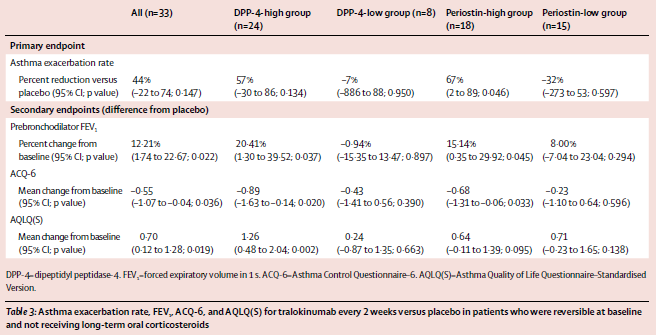 All (n=33) DPP-4-high group (n=24) DPP-4-low group (n=8) Periostin-high group (n=18) Periostin-low group (n=15)
Primary endpoint
Asthma exacerbation rate
Percent reduction versus placebo (95% CI; p value) 44% (–22 to 74; 0·147) 57% (–30 to 86; 0·134) –7% (–886 to 88; 0·950) 67% (2 to 89; 0·046) –32% (–273 to 53; 0·597)
Secondary endpoints (difference from placebo)
Prebronchodilator FEV₁
Percent change from baseline (95% CI; p value) 12·21% (1·74 to 22·67; 0·022) 20·41% (1·30 to 39·52; 0·037) –0·94% (–15·35 to 13·47; 0·897) 15·14% (0·35 to 29·92; 0·045) 8·00% (–7·04 to 23·04; 0·294)
ACQ-6
Mean change from baseline (95% CI; p value) –0·55 (–1·07 to –0·04; 0·036) –0·89 (–1·63 to –0·14; 0·020) –0·43 (–1·41 to 0·56; 0·390) –0·68 (–1·31 to –0·06; 0·033) –0·23 (–1·10 to 0·64; 0·596)
AQLQ(S)
Mean change from baseline (95% CI; p value) 0·70 (0·12 to 1·28; 0·019) 1·26 (0·48 to 2·04; 0·002) 0·24 (–0·87 to 1·35; 0·663) 0·64 (–0·11 to 1·39; 0·095) 0·71 (–0·23 to 1·65; 0·138)
DPP-4=dipeptidyl peptidase-4. FEV₁=forced expiratory volume in 1 s. ACQ-6=Asthma Control Questionnaire-6. AQLQ(S)=Asthma Quality of Life Questionnaire-Standardised
Version.
Table 3: Asthma exacerbation rate, FEV₁, ACQ-6, and AQLQ(S) for tralokinumab every 2 weeks versus placebo in patients who were reversible at baseline
and not receiving long-term oral corticosteroids